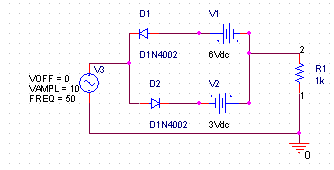 D1
V1
D1N4002
6Vdc
V3
VOFF = 0
VAMPL = 10
FREQ = 50
D2
V2
D1N4002
3Vdc
2
R1
1k
1
0